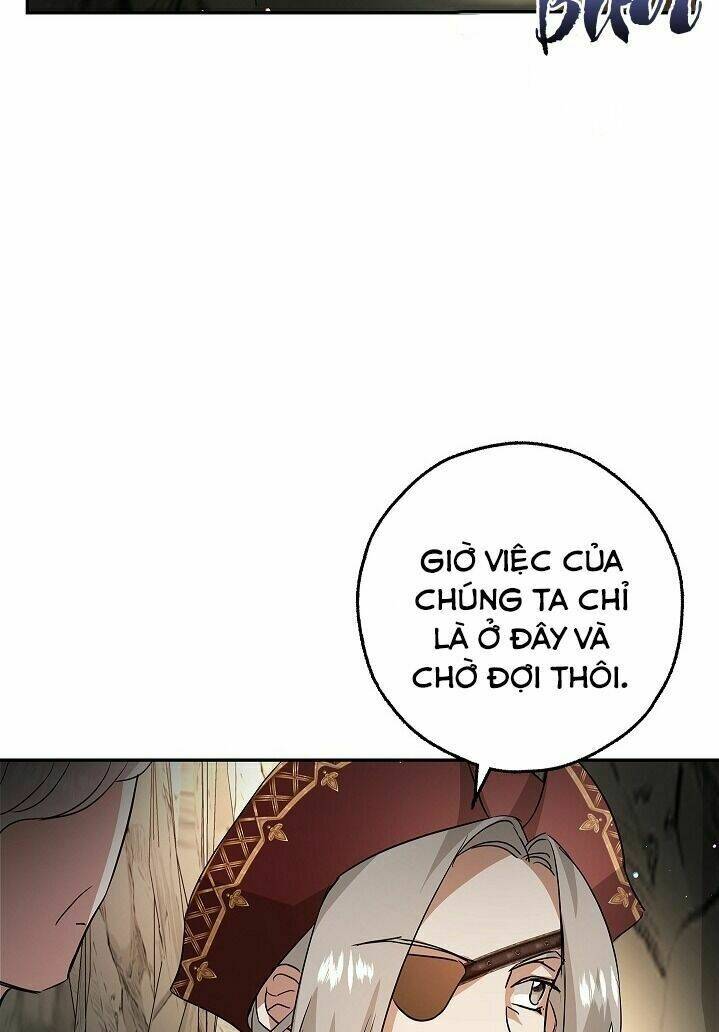 GIỜ VIỆC CỦA
CHÚNG TA CHỈ
LÀ Ở ĐÂY VÀ
CHỜ ĐỢI THÔI.